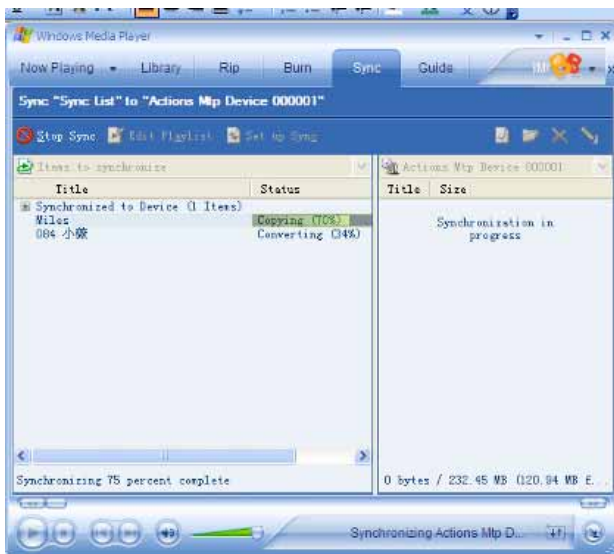 Windows Media Player
Now Playing Library Rip Burn Sync Guide
Sync "Sync List" to "Actions Mtp Device 000001"
Stop Sync Edit Playlist Set up Sync
Items to synchronize
Actions Mtp Device 000001
Title Status
Title Size
Synchronized to Device (1 Items)
Miles Copying (70%)
084 小薇 Converting (34%)
Synchronization in
progress
Synchronizing 75 percent complete
0 bytes / 232.45 MB (120.94 MB f...
Synchronizing Actions Mtp D...